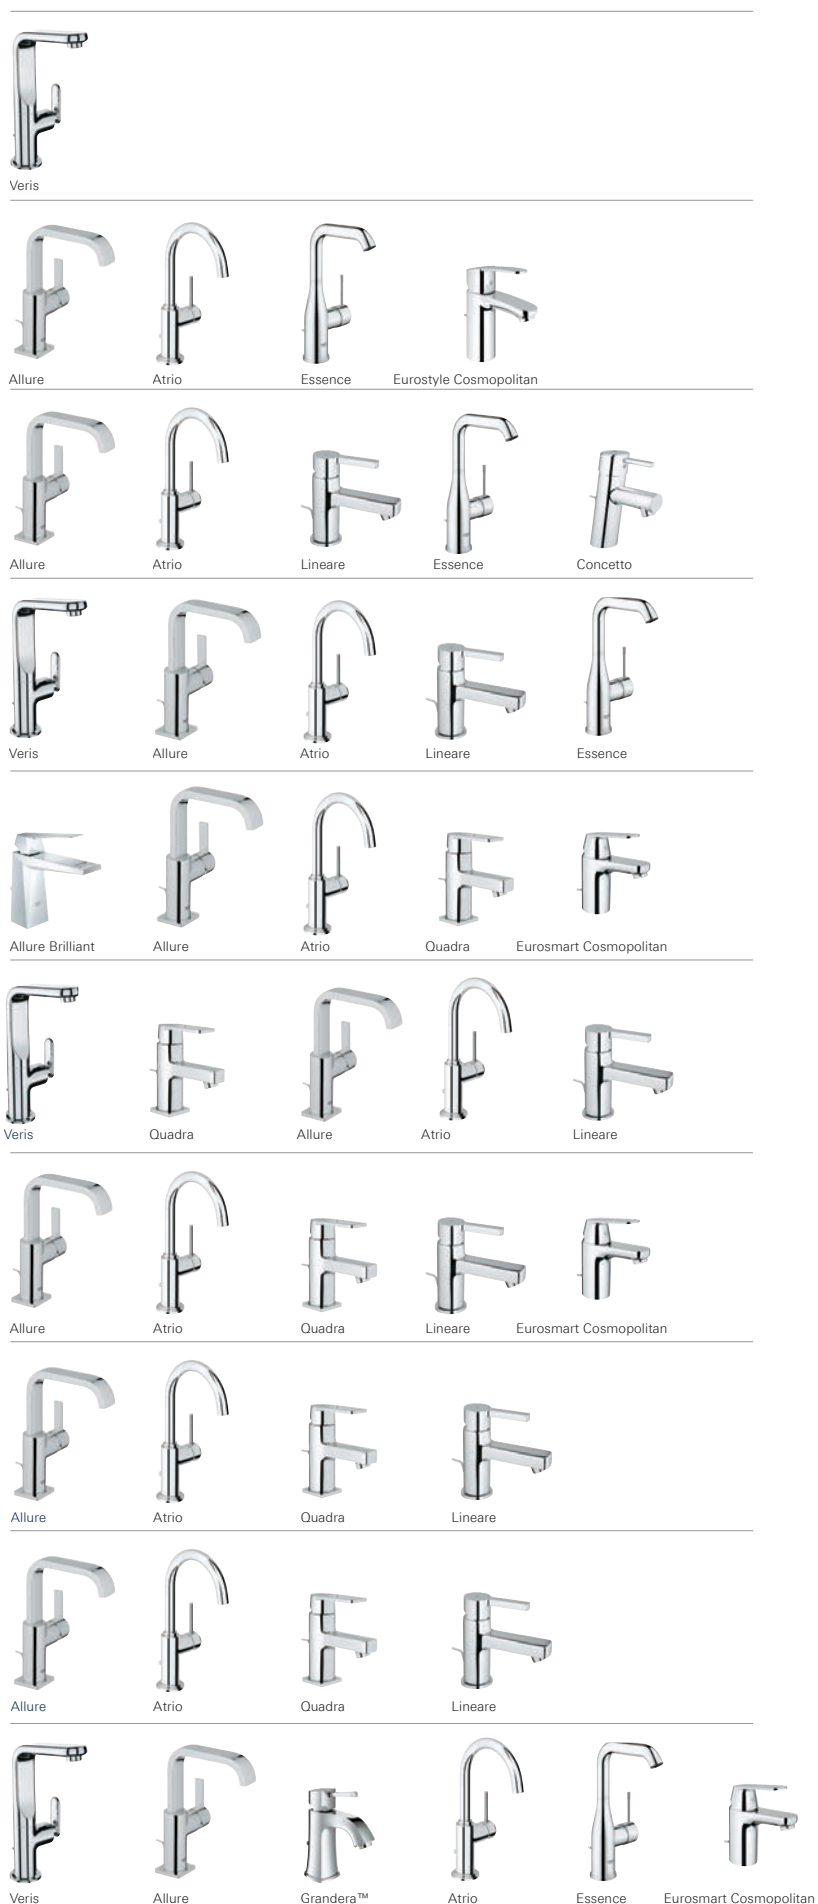 Veris
Allure Atrio Essence Eurostyle Cosmopolitan
Allure Atrio Lineare Essence Concetto
Veris Allure Atrio Lineare Essence
Allure Brilliant Allure Atrio Quadra Eurosmart Cosmopolitan
Veris Quadra Allure Atrio Lineare
Allure Atrio Quadra Lineare Eurosmart Cosmopolitan
Allure Atrio Quadra Lineare
Allure Atrio Quadra Lineare
Veris Allure Grandera™ Atrio Essence Eurosmart Cosmopolitan